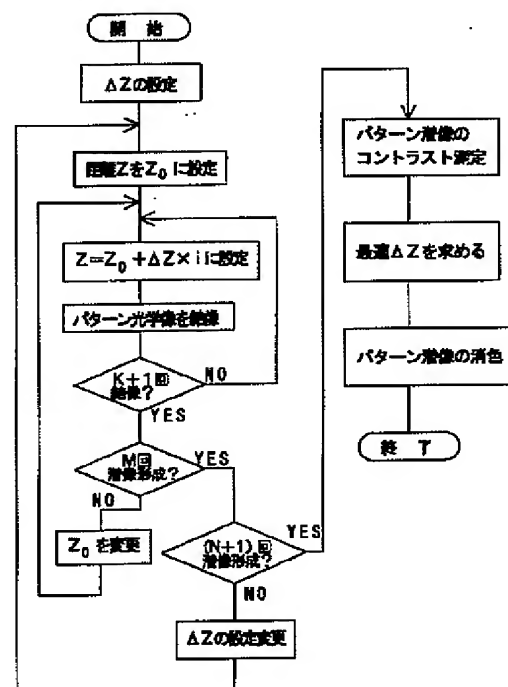 開 始
ΔZの設定
距離ZをZ0 に設定
Z=Z0 +ΔZ×iに設定
パターン光学像を結像
K+1回
結像?
NO
YES
M回
潜像形成?
YES
NO
Z0 を変更
(N+1)回
潜像形成?
YES
NO
ΔZの設定変更
パターン潜像の
コントラスト測定
最適ΔZを求める
パターン潜像の消色
終 了